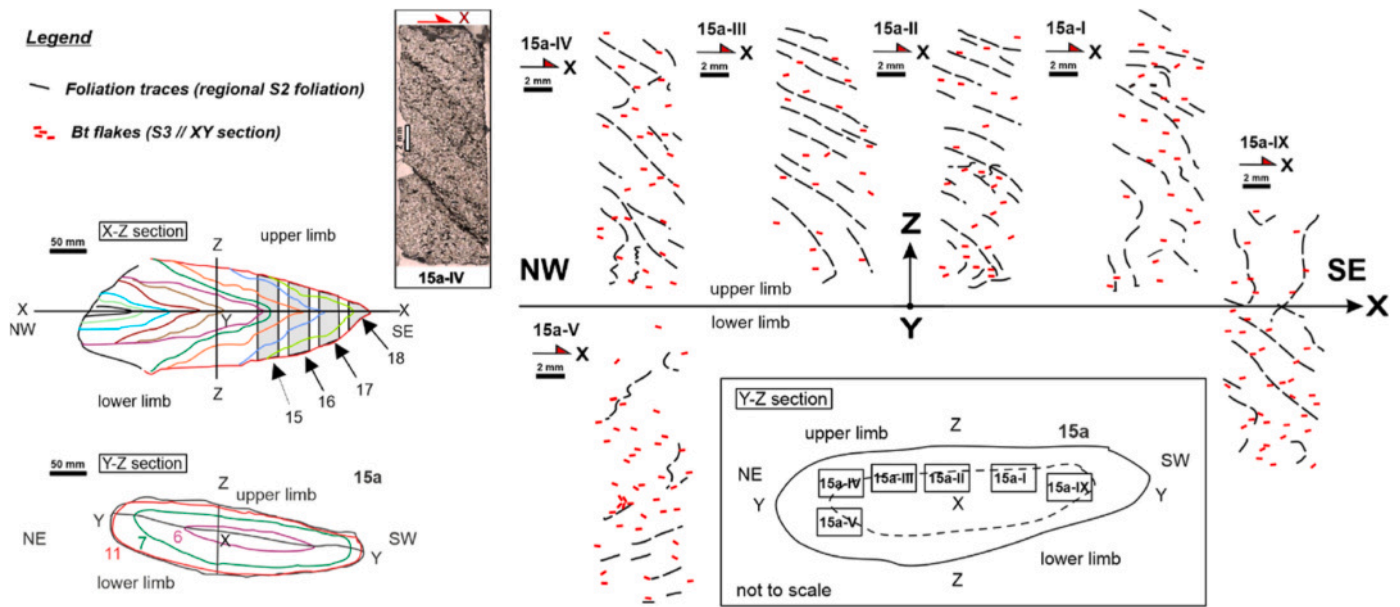 Legend
Foliation traces (regional S2 foliation)
Bt flakes (S3 // XY section)
X
2 mm
15a-IV
15a-IV
X
2 mm
15a-III
X
2 mm
15a-II
X
2 mm
15a-I
X
2 mm
15a-IX
X
2 mm
50 mm
X-Z section
Z
upper limb
X
NW
Y
X
SE
Z
lower limb
15
16
17
18
NW
Z
SE
upper limb
lower limb
Y
X
15a-V
X
2 mm
50 mm
Y-Z section
15a
Z
upper limb
Y
NE
11
7
6
X
SW
Y
lower limb
Y-Z section
upper limb
Z
15a
NE
Y
SW
Y
15a-IV
15a-III
15a-II
15a-I
15a-IX
X
15a-V
lower limb
Z
not to scale